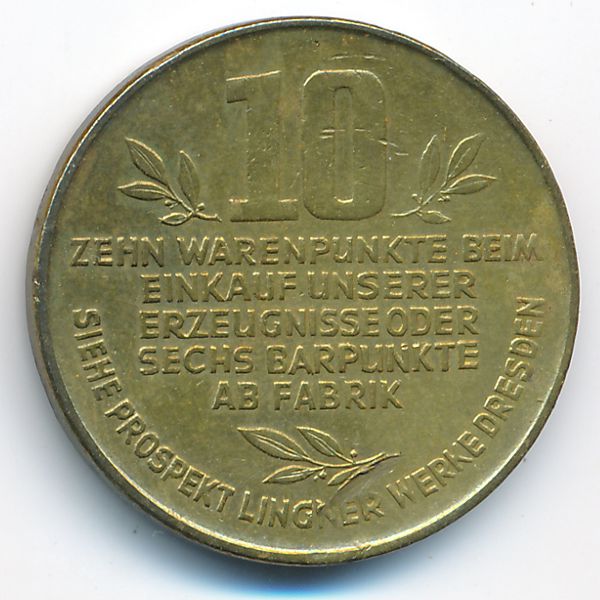 10
ZEHN WARENPUNKTE BEIM
EINKAUF UNSERER
ERZEUGNISSE ODER
SECHS BARPUNKTE
AB FABRIK
SIEHE PROSPEKT LINGNER WERKE DRESDEN